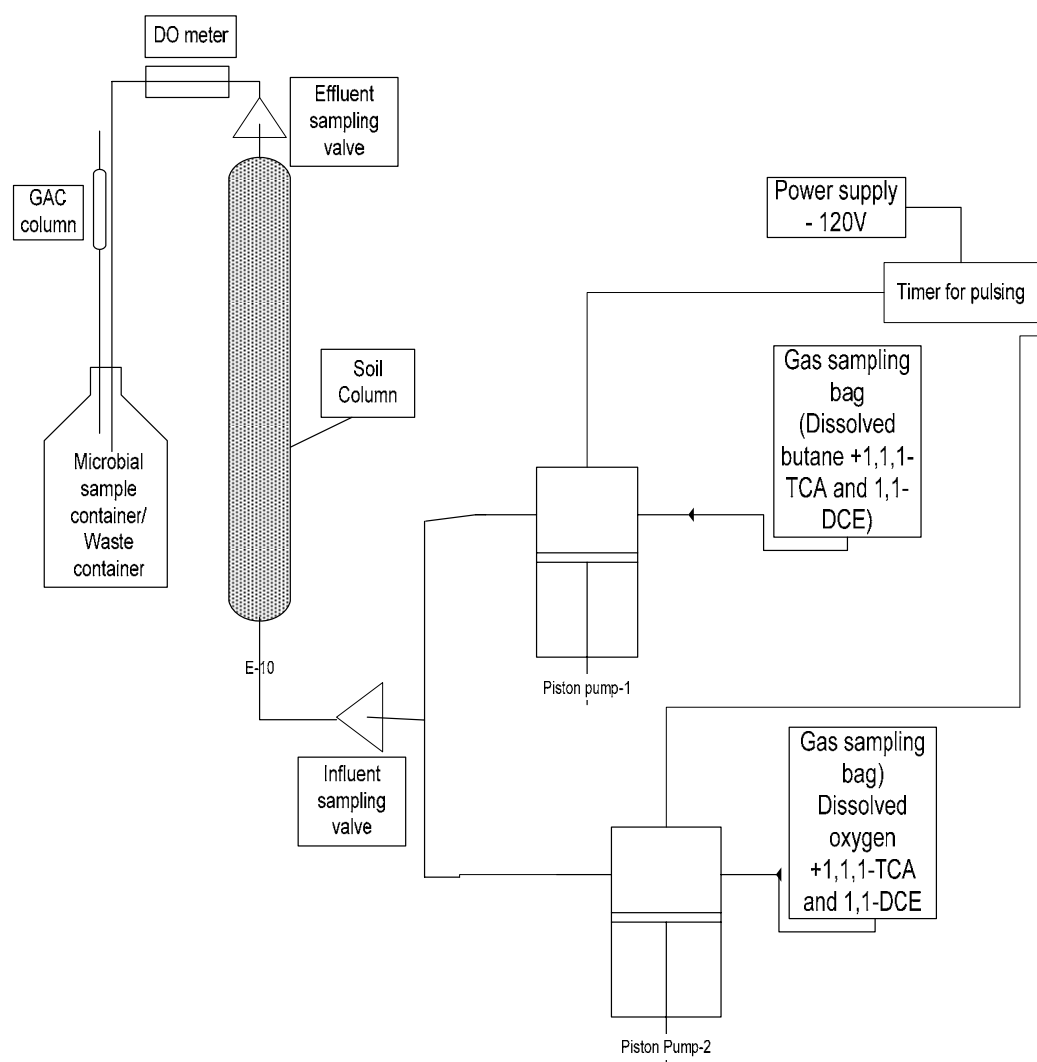 DO meter
Effluent
sampling
valve
GAC
column
Power supply
- 120V
Timer for pulsing
Soil
Column
Gas sampling
bag
(Dissolved
butane +1,1,1-
TCA and 1,1-
DCE)
Microbial
sample
container/
Waste
container
E-10
Piston pump-1
Influent
sampling
valve
Gas sampling
bag)
Dissolved
oxygen
+1,1,1-TCA
and 1,1-DCE
Piston Pump-2